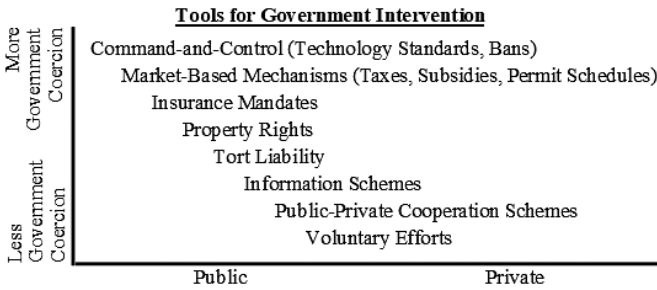 Tools for Government Intervention
More
Government
Coercion
Command-and-Control (Technology Standards, Bans)
Market-Based Mechanisms (Taxes, Subsidies, Permit Schedules)
Insurance Mandates
Property Rights
Tort Liability
Information Schemes
Public-Private Cooperation Schemes
Voluntary Efforts
Less
Government
Coercion
Public
Private